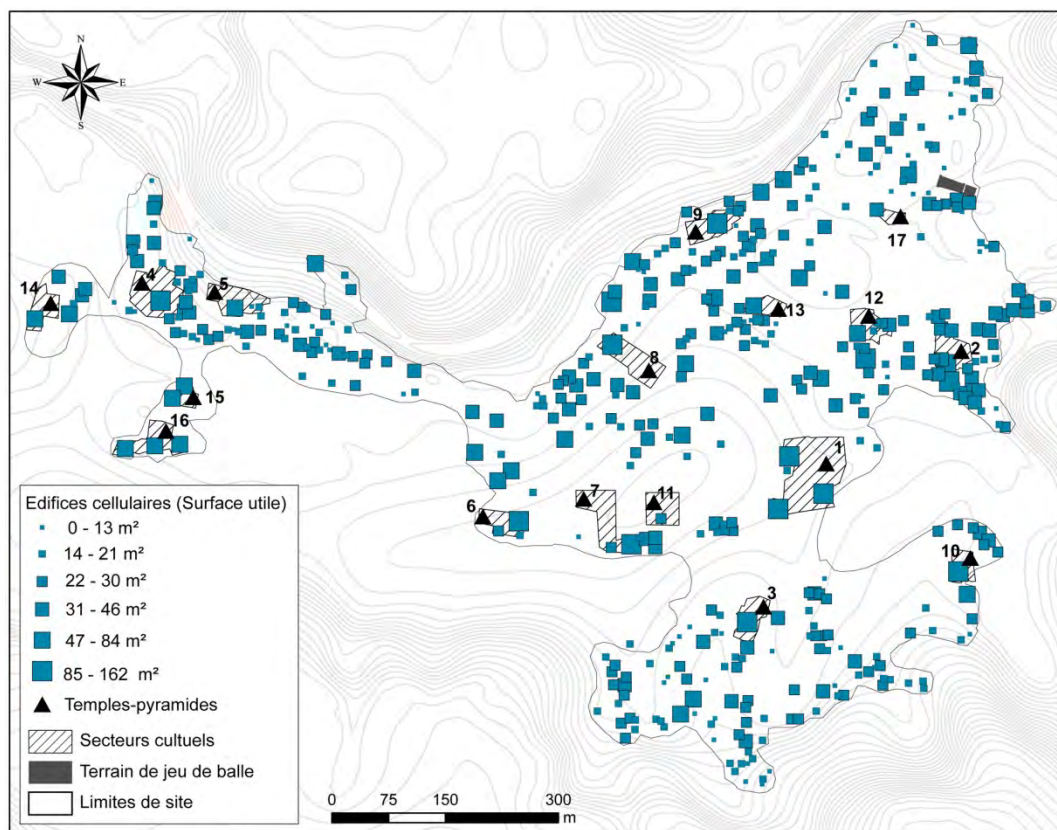 N
W E
S
9
17
4
5
14
13
12
8
2
15
16
1
7
11
6
10
3
Edifices cellulaires (Surface utile)
0 - 13 m²
14 - 21 m²
22 - 30 m²
31 - 46 m²
47 - 84 m²
85 - 162 m²
Temples-pyramides
Secteurs cultuels
Terrain de jeu de balle
Limites de site
0 75 150 300
m